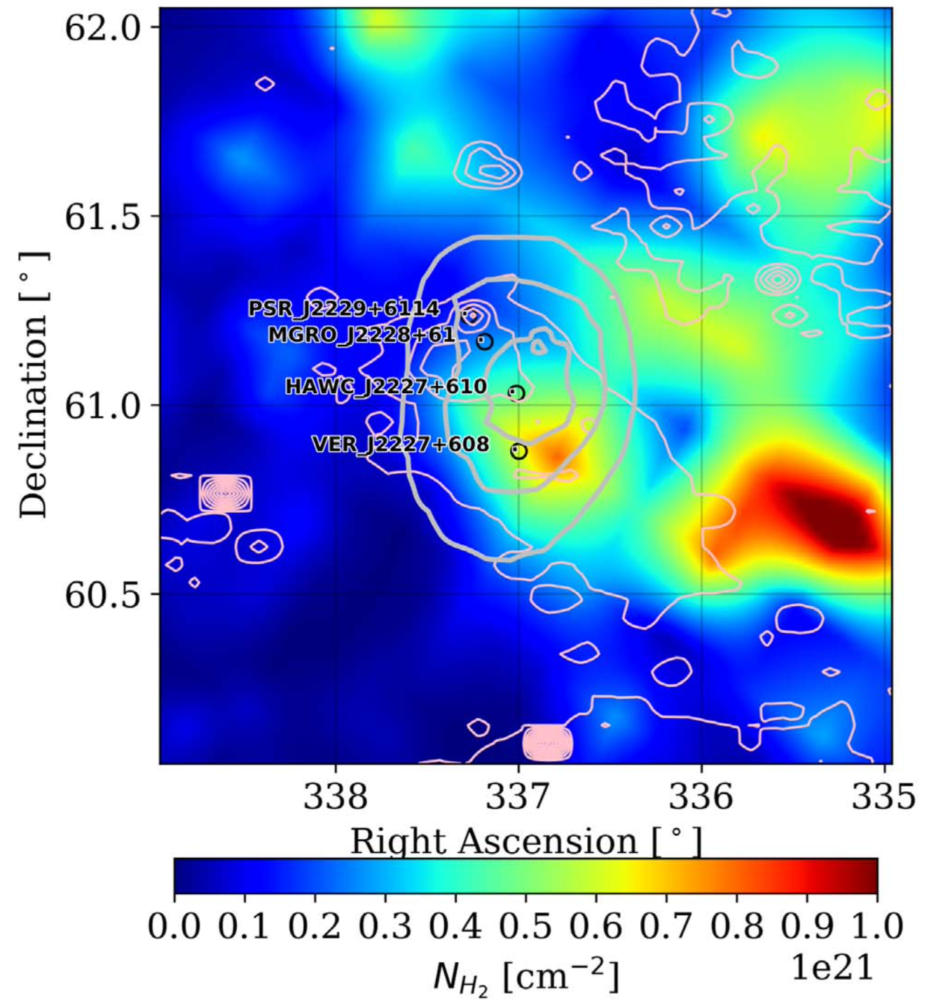 62.0
61.5
61.0
60.5
Declination [ ° ]
PSR_J2229+6114
MGRO_J2228+61
HAWC_J2227+610
VER_J2227+608
338 337 336 335
Right Ascension [ ° ]
0.0 0.1 0.2 0.3 0.4 0.5 0.6 0.7 0.8 0.9 1.0
1e21
N_{H_2} [cm^{-2}]